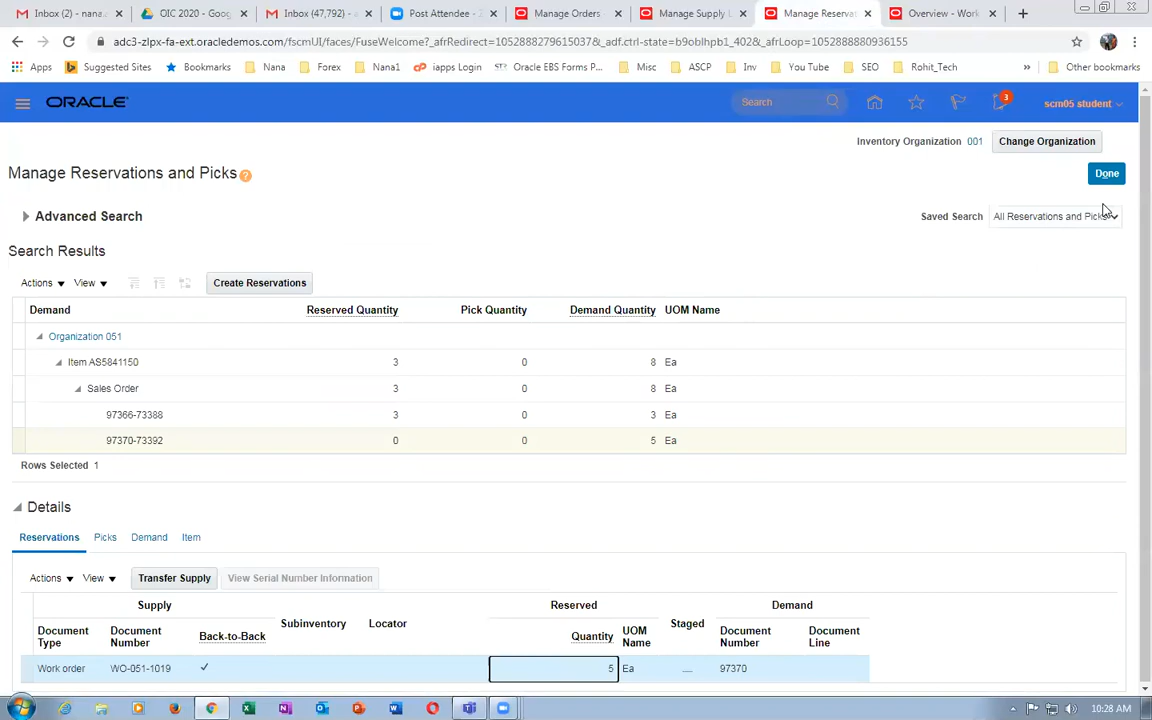 Inbox (2) - nana.c
OIC 2020 - Goog
Inbox (47,792) - a
Post Attendee - Z
Manage Orders
Manage Supply L
Manage Reservat
Overview - Work
adc3-zlpx-fa-ext.oracledemos.com/fscmUI/faces/FuseWelcome?_afrRedirect=10528882796150378&_adf.ctrl-state=b9oblhpb1_402&_afrLoop=1052888880936155
Apps Suggested Sites Bookmarks Nana Forex Nana1 iapps Login Oracle EBS Forms P... Misc ASCP Inv You Tube SEO Rohit_Tech » Other bookmarks
ORACLE Search 3 scm05 student
Inventory Organization 001 Change Organization
Manage Reservations and Picks ? Done
Advanced Search Saved Search All Reservations and Picks
Search Results
Actions View Create Reservations
Demand Reserved Quantity Pick Quantity Demand Quantity UOM Name
Organization 051
Item AS5841150 3 0 8 Ea
Sales Order 3 0 8 Ea
97366-73388 3 0 3 Ea
97370-73392 0 0 5 Ea
Rows Selected 1
Details
Reservations Picks Demand Item
Actions View Transfer Supply View Serial Number Information
Supply Reserved Demand
Document Type Document Number Back-to-Back Subinventory Locator Quantity UOM Name Staged Document Number Document Line
Work order WO-051-1019 ✓ 5 Ea 97370
10:28 AM